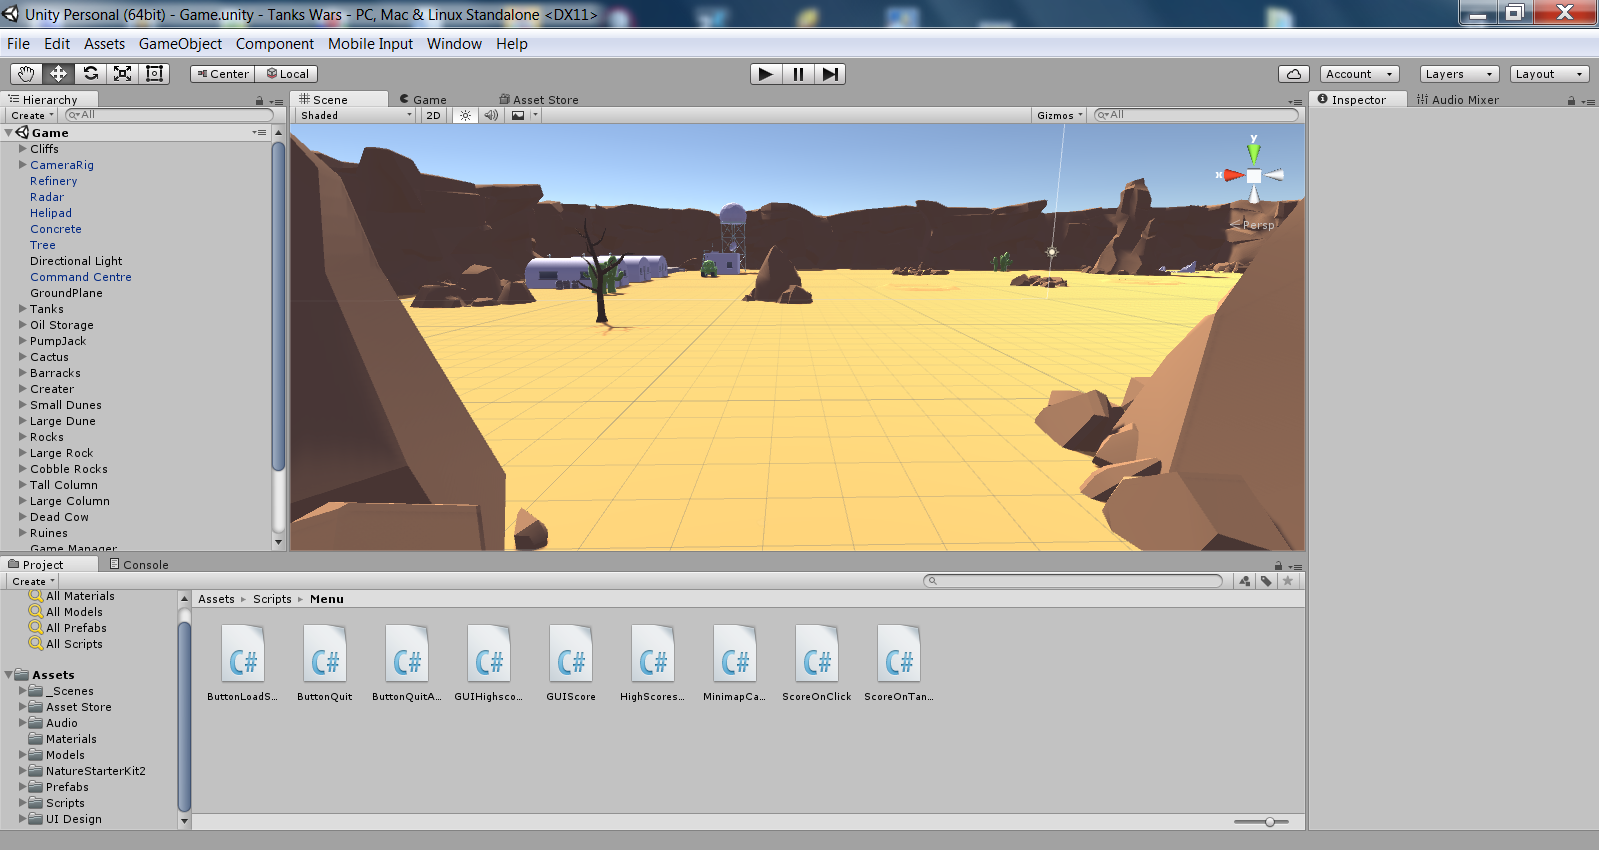 Unity Personal (64bit) - Game.unity - Tanks Wars - PC, Mac & Linux Standalone <DX11>
File Edit Assets GameObject Component Mobile Input Window Help
Center Local Account Layers Layout
Hierarchy
Create All
Game
Cliffs
CameraRig
Refinery
Radar
Helipad
Concrete
Tree
Directional Light
Command Centre
GroundPlane
Tanks
Oil Storage
PumpJack
Cactus
Barracks
Creater
Small Dunes
Large Dune
Rocks
Large Rock
Cobble Rocks
Tall Column
Large Column
Dead Cow
Ruines
Game Manager
Scene Game Asset Store
Shaded 2D Gizmos All
y
x
Persp
Inspector Audio Mixer
Project Console
Create
All Materials
All Models
All Prefabs
All Scripts
Assets
_Scenes
Asset Store
Audio
Materials
Models
NatureStarterKit2
Prefabs
Scripts
UI Design
Assets Scripts Menu
C# C# C# C# C# C# C# C# C#
ButtonLoadS... ButtonQuit ButtonQuitA... GUIHighsco... GUIScore HighScores... MinimapCa... ScoreOnClick ScoreOnTan...